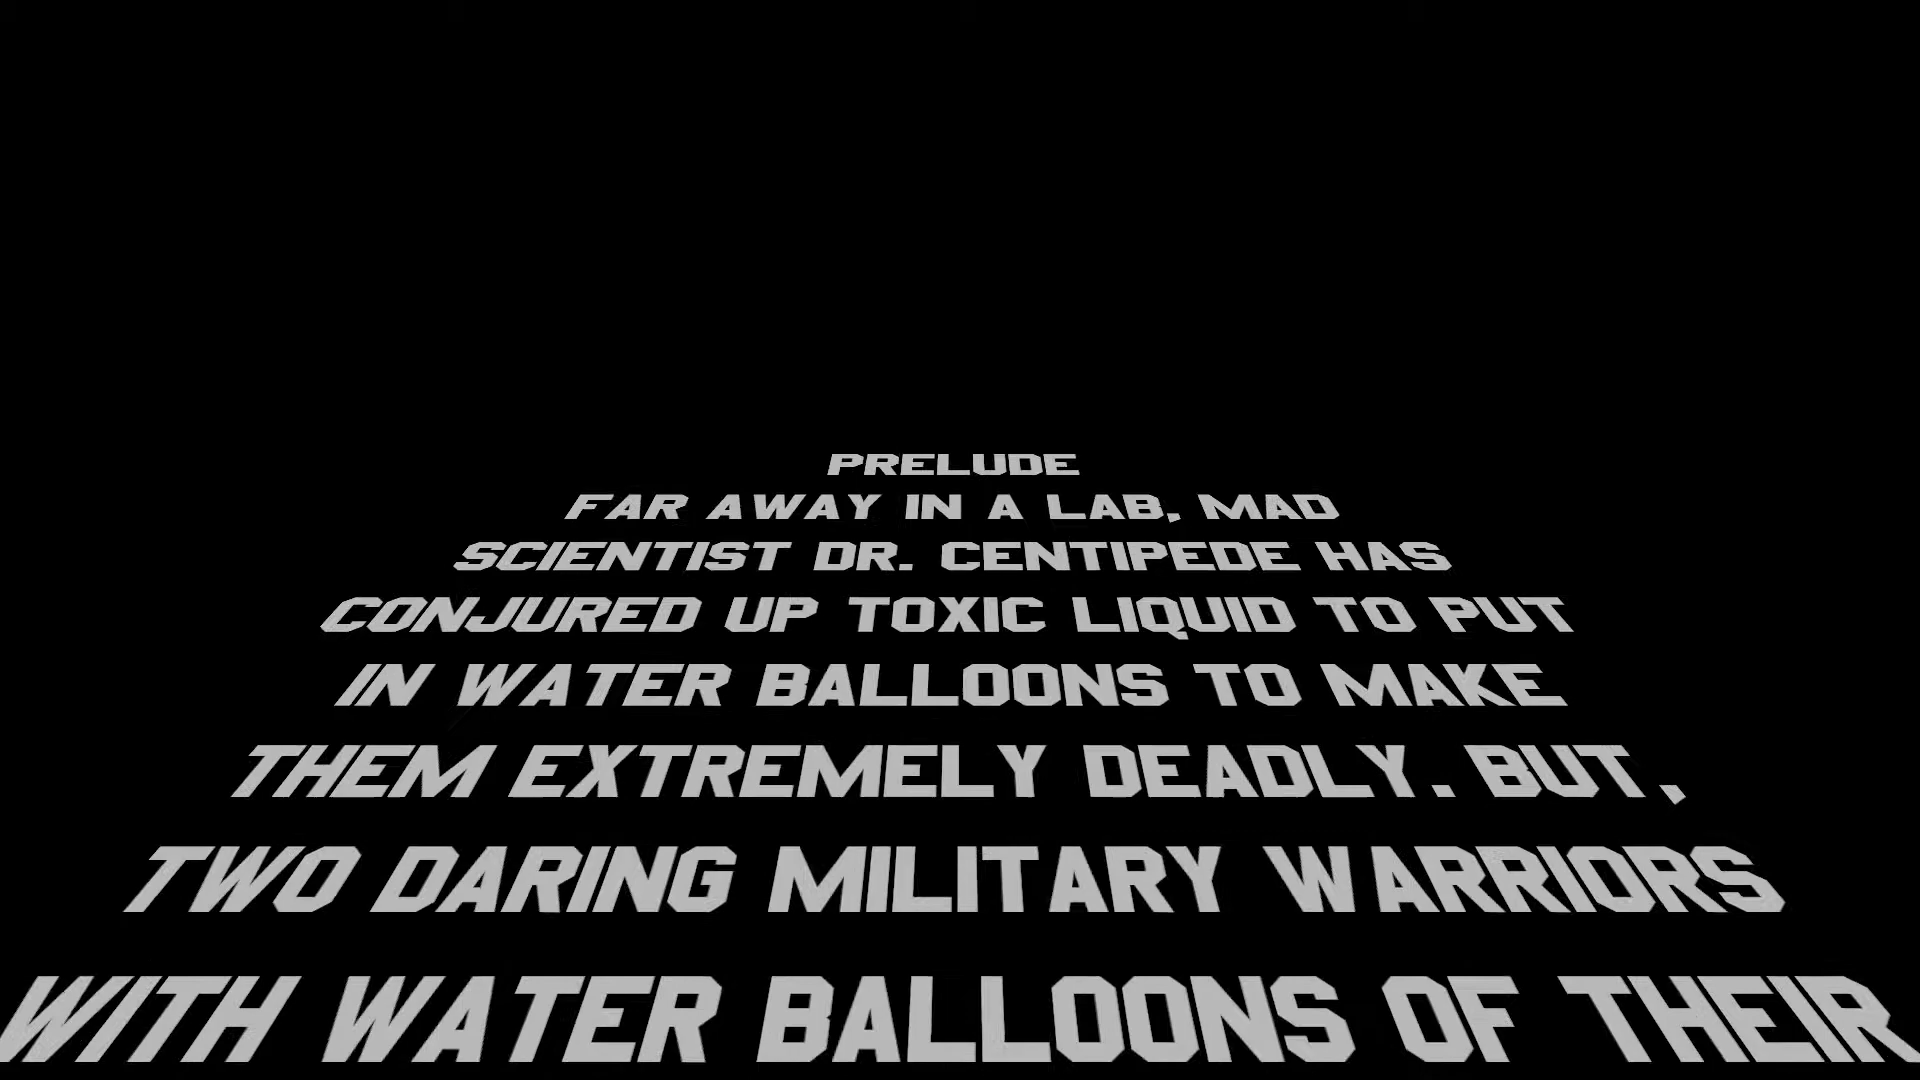 PRELUDE
FAR AWAY IN A LAB, MAD
SCIENTIST DR. CENTIPEDE HAS
CONJURED UP TOXIC LIQUID TO PUT
IN WATER BALLOONS TO MAKE
THEM EXTREMELY DEADLY. BUT,
TWO DARING MILITARY WARRIORS
WITH WATER BALLOONS OF THEIR